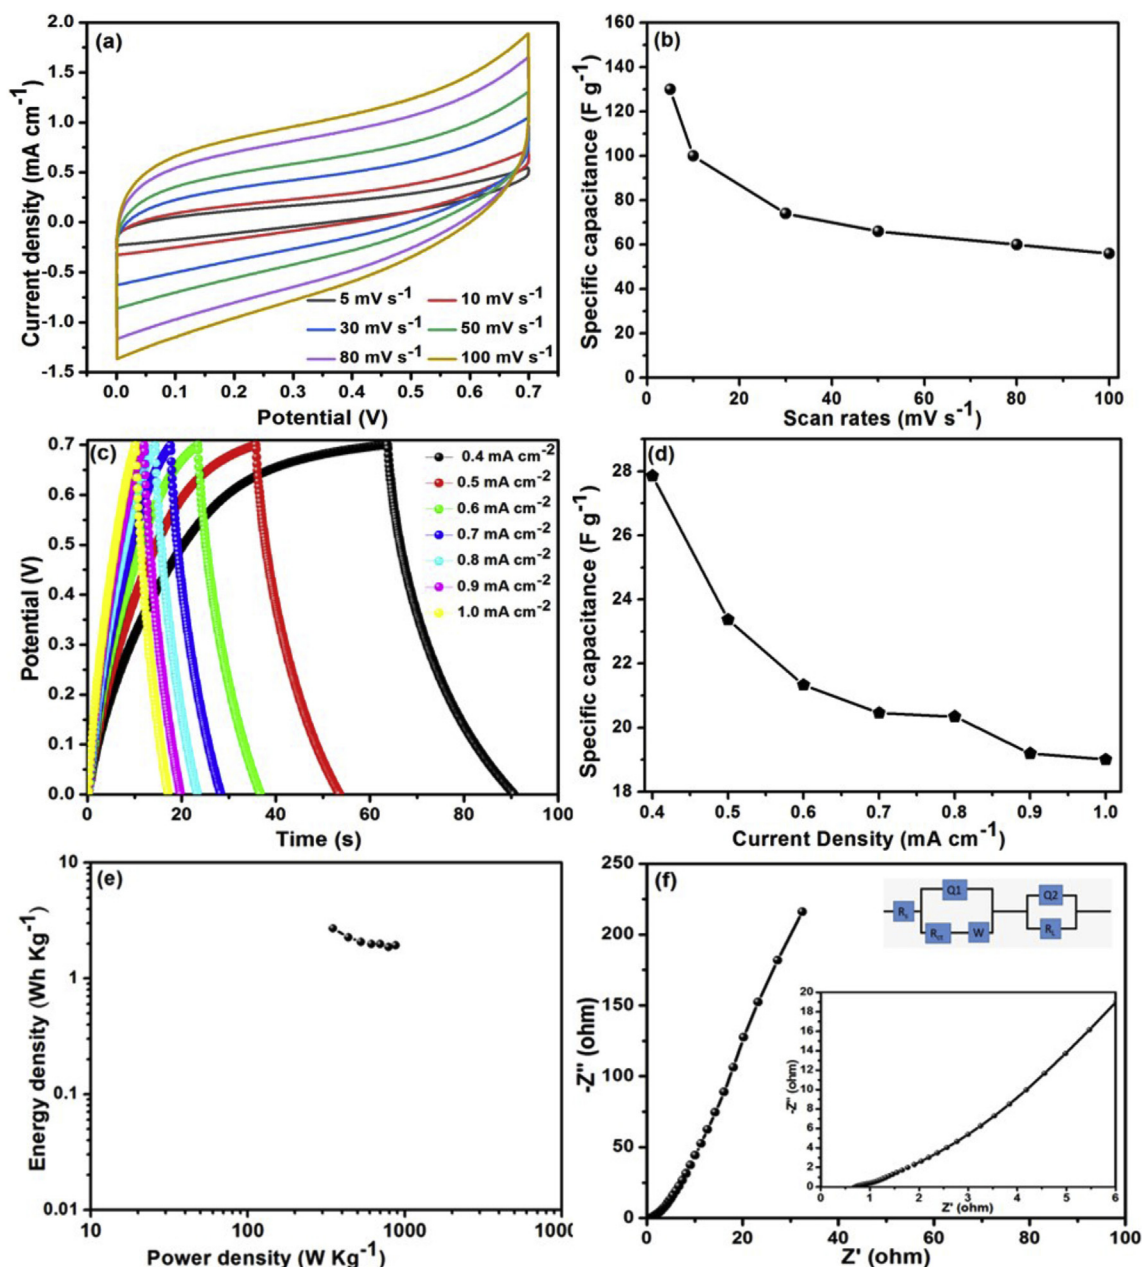 (a)
Current density (mA cm⁻¹)
2.0
1.5
1.0
0.5
0.0
-0.5
-1.0
-1.5
5 mV s⁻¹ 10 mV s⁻¹
30 mV s⁻¹ 50 mV s⁻¹
80 mV s⁻¹ 100 mV s⁻¹
0.0 0.1 0.2 0.3 0.4 0.5 0.6 0.7
Potential (V)
(b)
Specific capacitance (F g⁻¹)
160
140
120
100
80
60
40
20
0
0 20 40 60 80 100
Scan rates (mV s⁻¹)
(c)
Potential (V)
0.7
0.6
0.5
0.4
0.3
0.2
0.1
0.0
0.4 mA cm⁻²
0.5 mA cm⁻²
0.6 mA cm⁻²
0.7 mA cm⁻²
0.8 mA cm⁻²
0.9 mA cm⁻²
1.0 mA cm⁻²
0 20 40 60 80 100
Time (s)
(d)
Specific capacitance (F g⁻¹)
28
26
24
22
20
18
0.4 0.5 0.6 0.7 0.8 0.9 1.0
Current Density (mA cm⁻¹)
(e)
Energy density (Wh Kg⁻¹)
10
1
0.1
0.01
10 100 1000 1000
Power density (W Kg⁻¹)
(f)
-Z'' (ohm)
250
200
150
100
50
0
Q1 Q2
Rs
Rct W
0 20 40 60 80 100
Z' (ohm)
-Z'' (ohm)
20
18
16
14
12
10
8
6
4
2
0
0 1 2 3 4 5 6
Z' (ohm)